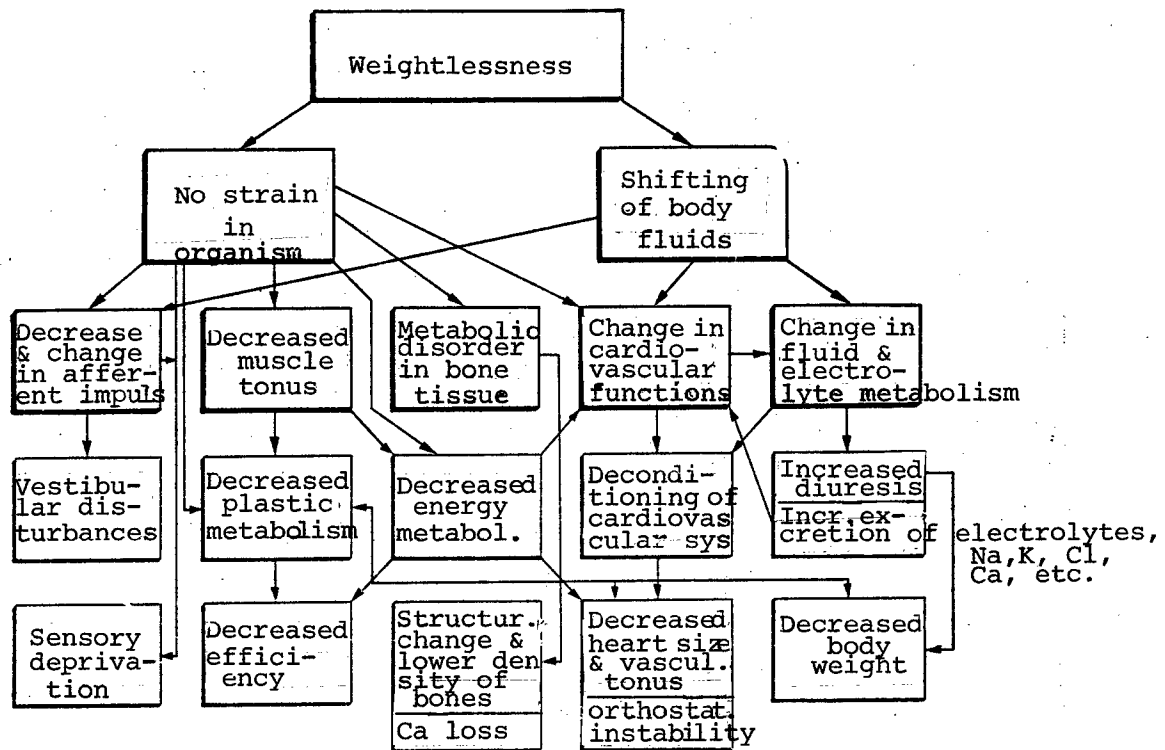 Weightlessness
No strain
in
organism
Shifting
of body
fluids
Decrease
& change
in affer-
ent impuls
Decreased
muscle
tonus
Metabolic
disorder
in bone
tissue
Change in
cardio-
vascular
functions
Change in
fluid &
electro-
lyte metabolism
Vestibu-
lar dis-
turbances
Decreased
plastic
metabolism
Decreased
energy
metabol.
Decondi-
tioning of
cardiovas
cular sys
Increased
diuresis
Incr. ex-
cretion of electrolytes,
Na,K, Cl,
Ca, etc.
Sensory
depriva-
tion
Decreased
effici-
ency
Structur.
change &
lower den
sity of
bones
Ca loss
Decreased
heart size
& vascul.
tonus
orthostat.
instability
Decreased
body
weight